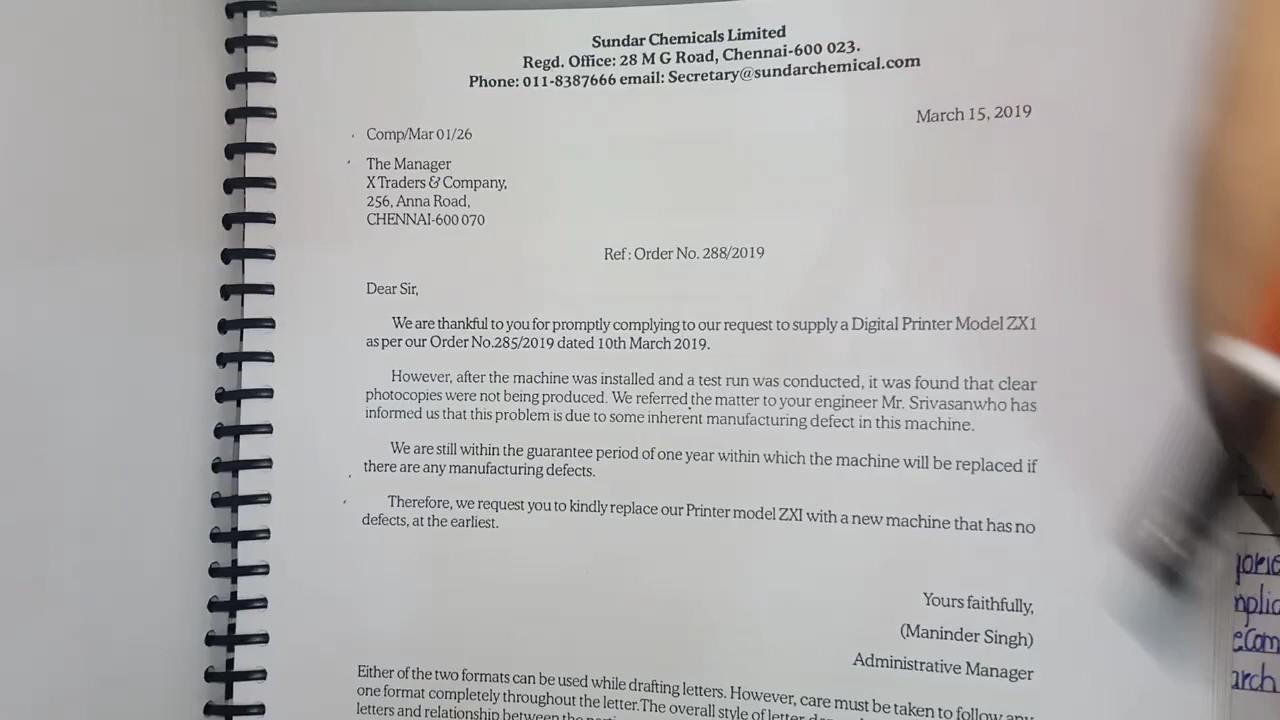 Sundar Chemicals Limited
Regd. Office: 28 M G Road, Chennai-600 023.
Phone: 011-8387666 email: Secretary@sundarchemical.com
March 15, 2019
Comp/Mar 01/26
The Manager
X Traders & Company,
256, Anna Road,
CHENNAI-600 070
Ref : Order No. 288/2019
Dear Sir,
We are thankful to you for promptly complying to our request to supply a Digital Printer Model ZX1
as per our Order No.285/2019 dated 10th March 2019.
However, after the machine was installed and a test run was conducted, it was found that clear
photocopies were not being produced. We referred the matter to your engineer Mr. Srivasanwho has
informed us that this problem is due to some inherent manufacturing defect in this machine.
We are still within the guarantee period of one year within which the machine will be replaced if
there are any manufacturing defects.
Therefore, we request you to kindly replace our Printer model ZXI with a new machine that has no
defects, at the earliest.
Yours faithfully,
(Maninder Singh)
Administrative Manager
Either of the two formats can be used while drafting letters. However, care must be taken to follow any
one format completely throughout the letter.The overall style of letter
letters and relationship between the